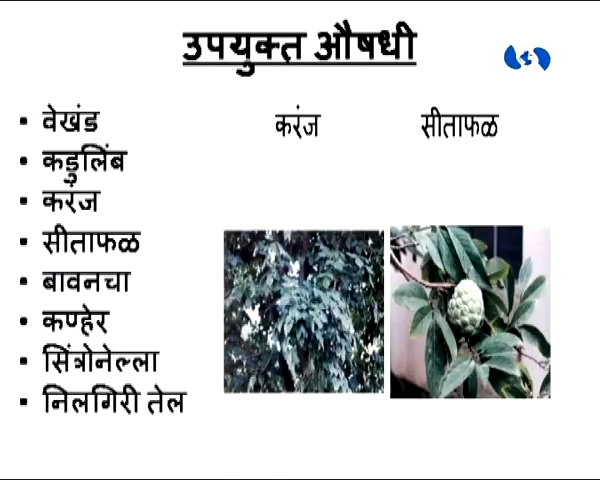 उपयुक्त औषधी
करंज सीताफळ
• वेखंड
• कडुलिंब
• करंज
• सीताफळ
• बावनचा
• कण्हेर
• सिंत्रोनेल्ला
• निलगिरी तेल